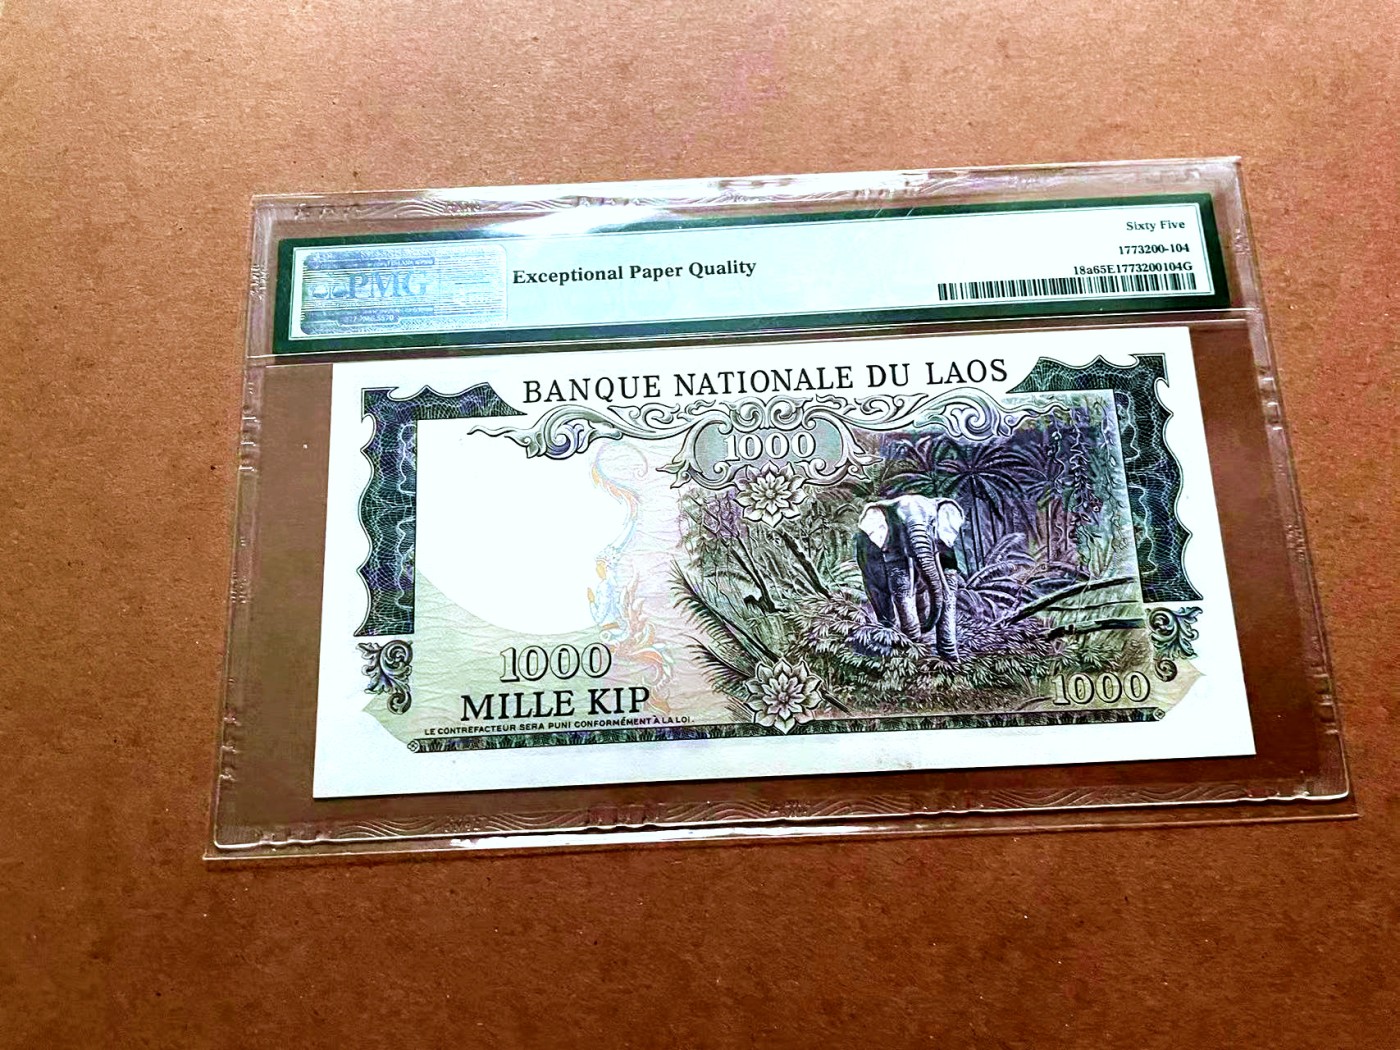 PMG
Exceptional Paper Quality
Sixty Five
1773200-104
18a65E1773200104G
BANQUE NATIONALE DU LAOS
1000
1000
MILLE KIP
LE CONTREFACTEUR SERA PUNI CONFORMÉMENT À LA LOI.
1000